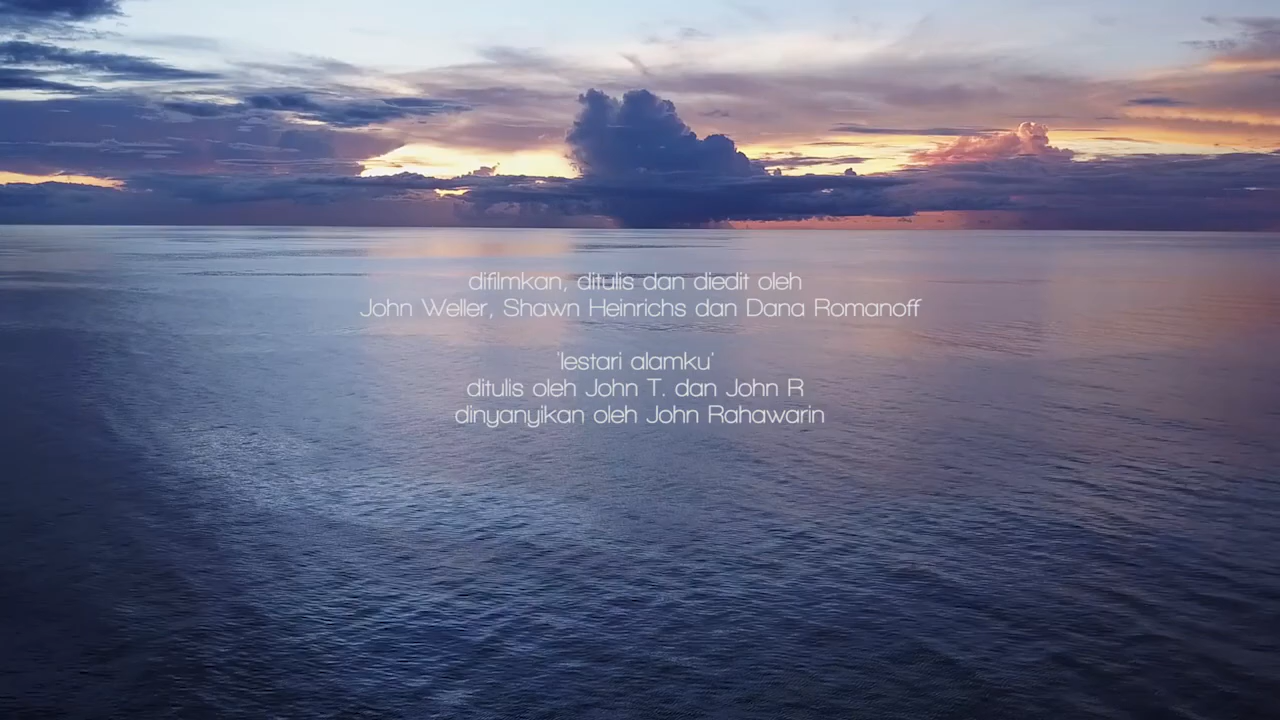 difilmkan, ditulis dan diedit oleh
John Weller, Shawn Heinrichs dan Dana Romanoff
'lestari alamku'
ditulis oleh John T. dan John R
dinyanyikan oleh John Rahawarin